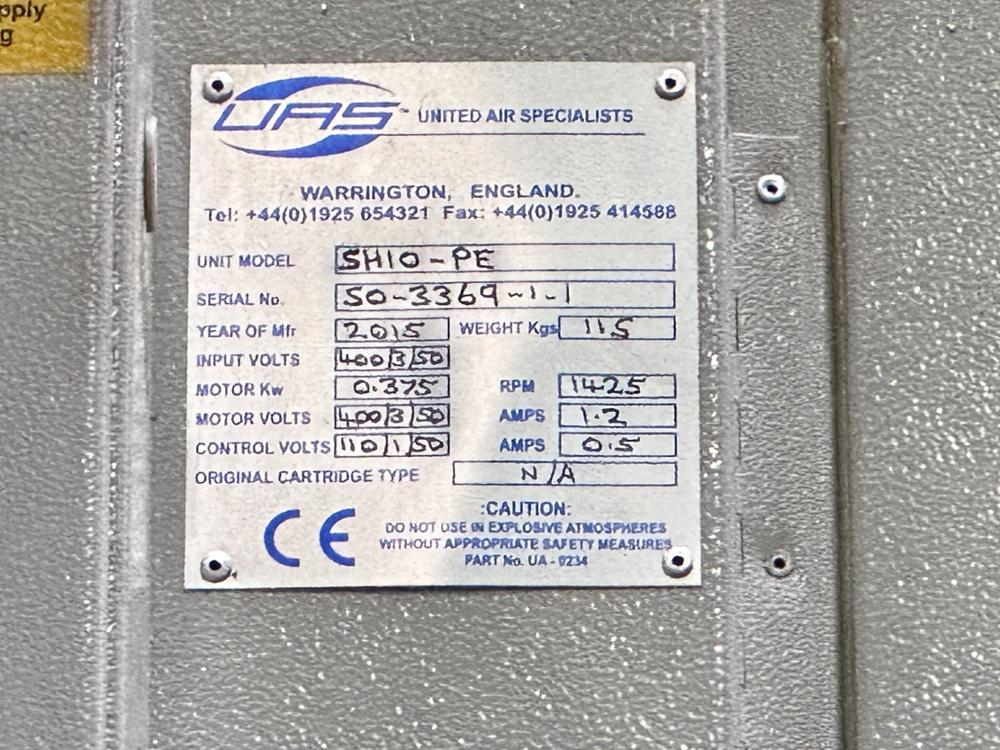 pply
g
UAS™ UNITED AIR SPECIALISTS
WARRINGTON, ENGLAND.
Tel: +44(0)1925 654321 Fax: +44(0)1925 414588
UNIT MODEL SH10-PE
SERIAL No. 50-3369-1-1
YEAR OF Mfr 2015 WEIGHT Kgs 115
INPUT VOLTS 400/3/50
MOTOR Kw 0.375 RPM 1425
MOTOR VOLTS 400/3/50 AMPS 1.2
CONTROL VOLTS 110/1/50 AMPS 0.5
ORIGINAL CARTRIDGE TYPE N/A
CE
:CAUTION:
DO NOT USE IN EXPLOSIVE ATMOSPHERES
WITHOUT APPROPRIATE SAFETY MEASURES
PART No. UA - 9234